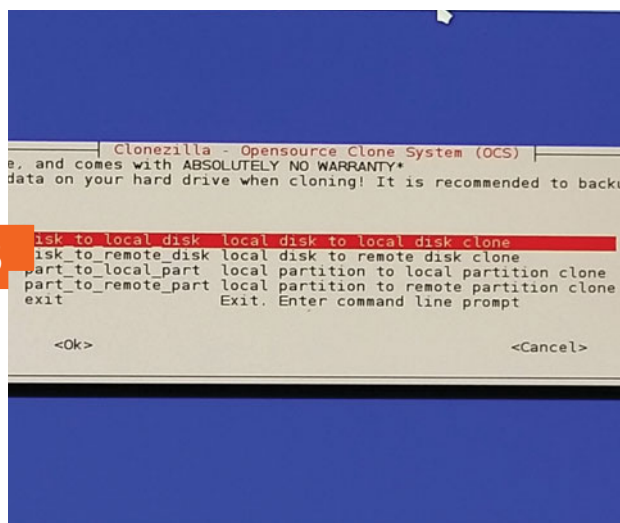 Clonezilla - Opensource Clone System (OCS)
e, and comes with ABSOLUTELY NO WARRANTY*
data on your hard drive when cloning! It is recommended to backu
isk_to_local_disk local disk to local disk clone
isk_to_remote_disk local disk to remote disk clone
part_to_local_part local partition to local partition clone
part_to_remote_part local partition to remote partition clone
exit Exit. Enter command line prompt
<Ok> <Cancel>